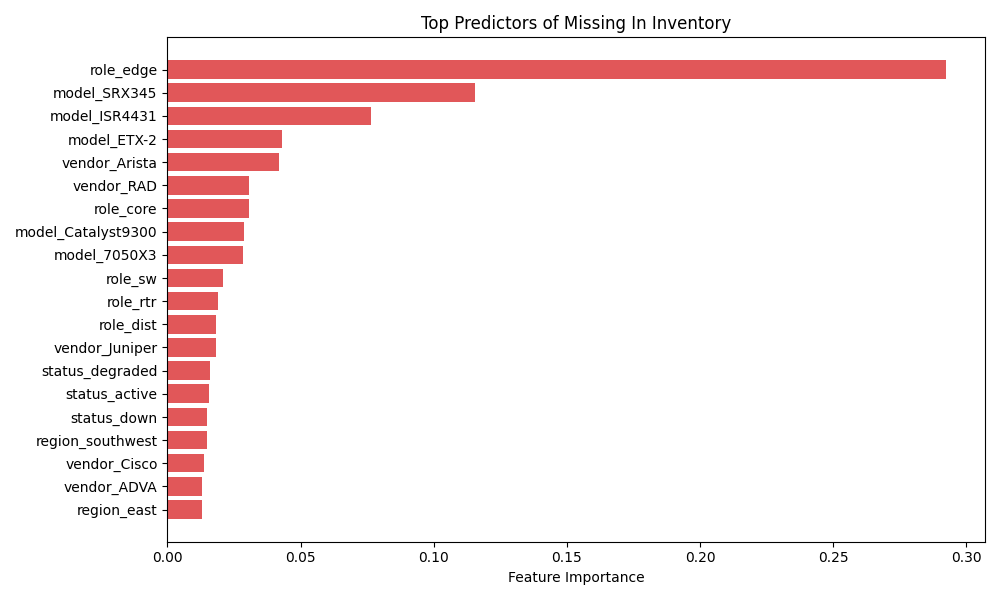 Top Predictors of Missing In Inventory
role_edge
model_SRX345
model_ISR4431
model_ETX-2
vendor_Arista
vendor_RAD
role_core
model_Catalyst9300
model_7050X3
role_sw
role_rtr
role_dist
vendor_Juniper
status_degraded
status_active
status_down
region_southwest
vendor_Cisco
vendor_ADVA
region_east
0.00 0.05 0.10 0.15 0.20 0.25 0.30
Feature Importance